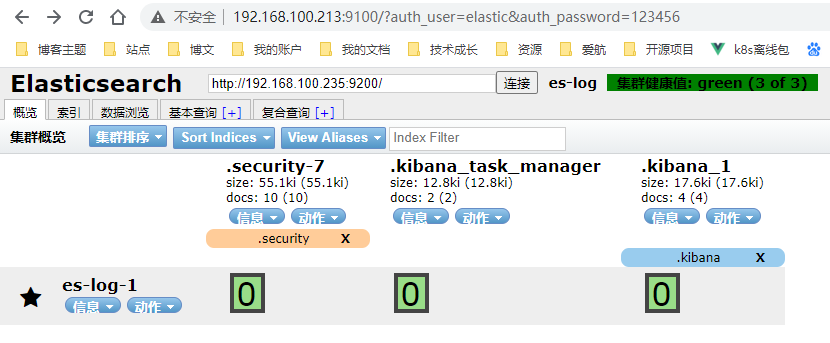 不安全 | 192.168.100.213:9100/?auth_user=elastic&auth_password=123456
博客主题 站点 博文 我的账户 我的文档 技术成长 资源 爱航 开源项目 k8s离线包
Elasticsearch http://192.168.100.235:9200/ 连接 es-log 集群健康值: green (3 of 3)
概览 索引 数据浏览 基本查询 [+] 复合查询 [+]
集群概览 集群排序 Sort Indices View Aliases Index Filter
.security-7 .kibana_task_manager .kibana_1
size: 55.1ki (55.1ki) size: 12.8ki (12.8ki) size: 17.6ki (17.6ki)
docs: 10 (10) docs: 2 (2) docs: 4 (4)
信息 动作 信息 动作 信息 动作
.security X
.kibana X
es-log-1 0 0 0
信息 动作